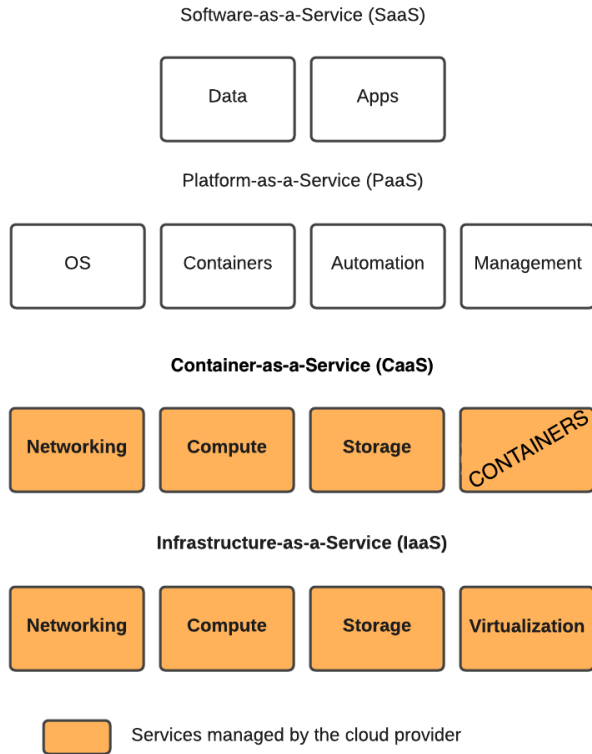 Software-as-a-Service (SaaS)
Data Apps
Platform-as-a-Service (PaaS)
OS Containers Automation Management
Container-as-a-Service (CaaS)
Networking Compute Storage CONTAINERS
Infrastructure-as-a-Service (IaaS)
Networking Compute Storage Virtualization
Services managed by the cloud provider